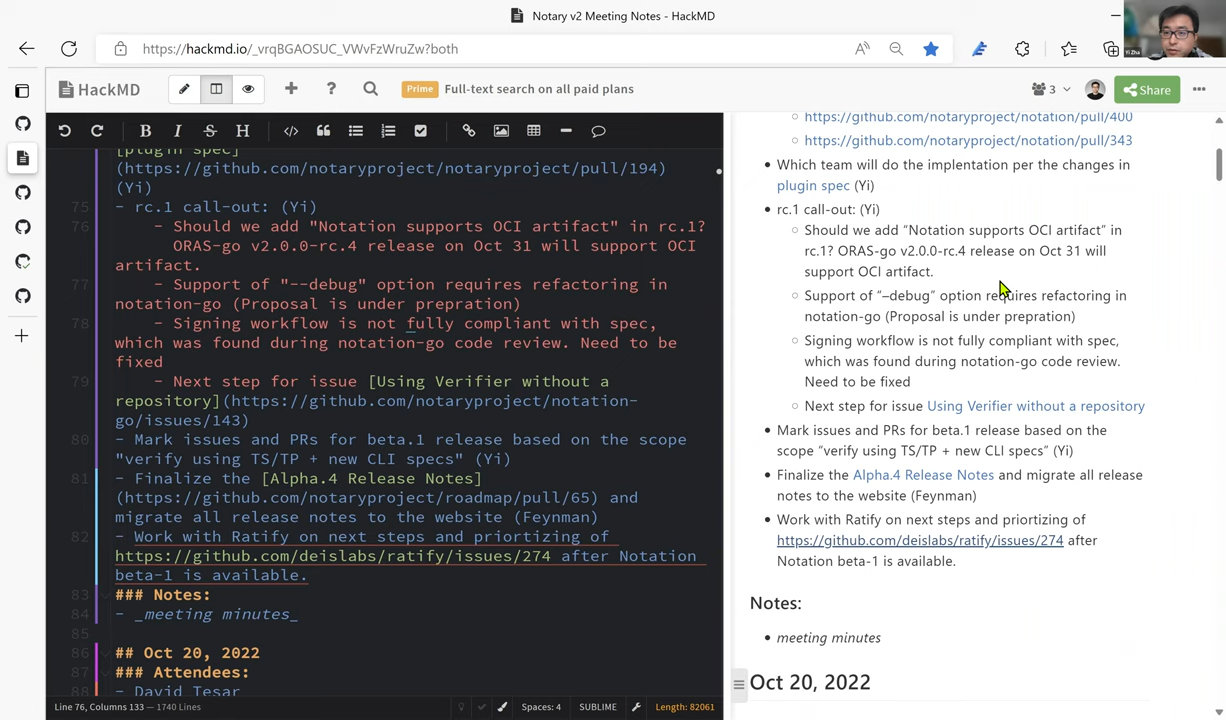 Notary v2 Meeting Notes - HackMD
https://hackmd.io/_vrqBGAOSUC_VWvFzWruZw?both
Yi Zha
HackMD
Prime Full-text search on all paid plans
3
Share
[plugin spec]
(https://github.com/notaryproject/notaryproject/pull/194)
(Yi)
75 - rc.1 call-out: (Yi)
76 - Should we add "Notation supports OCI artifact" in rc.1?
ORAS-go v2.0.0-rc.4 release on Oct 31 will support OCI
artifact.
77 - Support of "--debug" option requires refactoring in
notation-go (Proposal is under prepration)
78 - Signing workflow is not fully compliant with spec,
which was found during notation-go code review. Need to be
fixed
79 - Next step for issue [Using Verifier without a
repository](https://github.com/notaryproject/notation-
go/issues/143)
80 - Mark issues and PRs for beta.1 release based on the scope
"verify using TS/TP + new CLI specs" (Yi)
81 - Finalize the [Alpha.4 Release Notes]
(https://github.com/notaryproject/roadmap/pull/65) and
migrate all release notes to the website (Feynman)
82 - Work with Ratify on next steps and priortizing of
https://github.com/deislabs/ratify/issues/274 after Notation
beta-1 is available.
83 ### Notes:
84 - _meeting minutes_
85
86 ## Oct 20, 2022
87 ### Attendees:
88 - David Tesar
Line 76, Columns 133 — 1740 Lines
Spaces: 4
SUBLIME
Length: 82061
https://github.com/notaryproject/notation/pull/400
https://github.com/notaryproject/notation/pull/343
Which team will do the implentation per the changes in
plugin spec (Yi)
rc.1 call-out: (Yi)
Should we add “Notation supports OCI artifact” in
rc.1? ORAS-go v2.0.0-rc.4 release on Oct 31 will
support OCI artifact.
Support of “–debug” option requires refactoring in
notation-go (Proposal is under prepration)
Signing workflow is not fully compliant with spec,
which was found during notation-go code review.
Need to be fixed
Next step for issue Using Verifier without a repository
Mark issues and PRs for beta.1 release based on the
scope “verify using TS/TP + new CLI specs” (Yi)
Finalize the Alpha.4 Release Notes and migrate all release
notes to the website (Feynman)
Work with Ratify on next steps and priortizing of
https://github.com/deislabs/ratify/issues/274 after
Notation beta-1 is available.
Notes:
meeting minutes
Oct 20, 2022